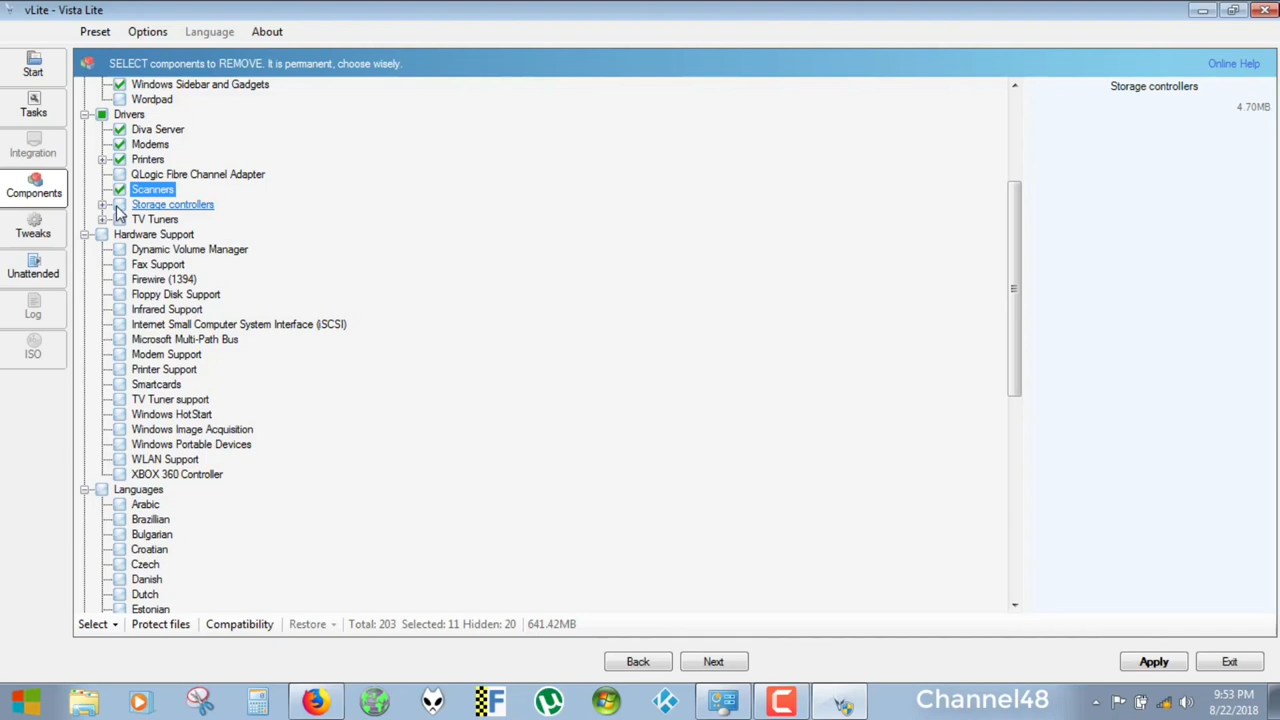 vLite - Vista Lite
Preset Options Language About
SELECT components to REMOVE. It is permanent, choose wisely. Online Help
Start
Tasks
Integration
Components
Tweaks
Unattended
Log
ISO
Windows Sidebar and Gadgets
Wordpad
Drivers
Diva Server
Modems
Printers
QLogic Fibre Channel Adapter
Scanners
Storage controllers
TV Tuners
Hardware Support
Dynamic Volume Manager
Fax Support
Firewire (1394)
Floppy Disk Support
Infrared Support
Internet Small Computer System Interface (iSCSI)
Microsoft Multi-Path Bus
Modem Support
Printer Support
Smartcards
TV Tuner support
Windows HotStart
Windows Image Acquisition
Windows Portable Devices
WLAN Support
XBOX 360 Controller
Languages
Arabic
Brazillian
Bulgarian
Croatian
Czech
Danish
Dutch
Estonian
Storage controllers
4.70MB
Select Protect files Compatibility Restore Total: 203 Selected: 11 Hidden: 20 641.42MB
Back Next Apply Exit
Channel48
9:53 PM
8/22/2018